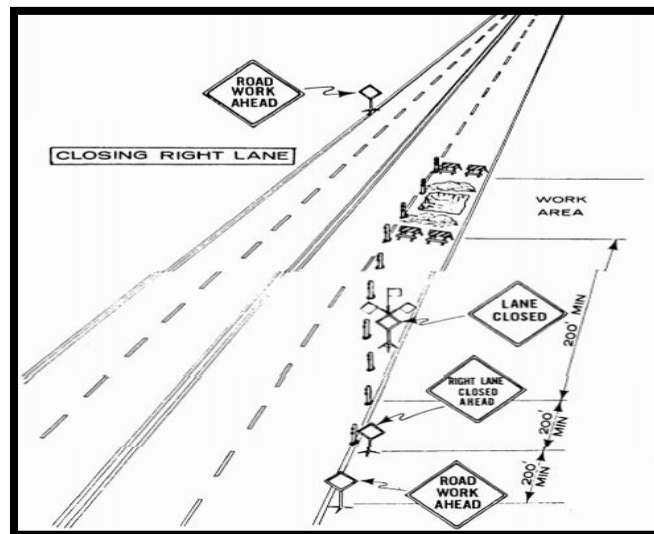 ROAD
WORK
AHEAD
CLOSING RIGHT LANE
WORK
AREA
LANE
CLOSED
200' MIN
RIGHT LANE
CLOSED
AHEAD
200'
MIN
200'
MIN
ROAD
WORK
AHEAD